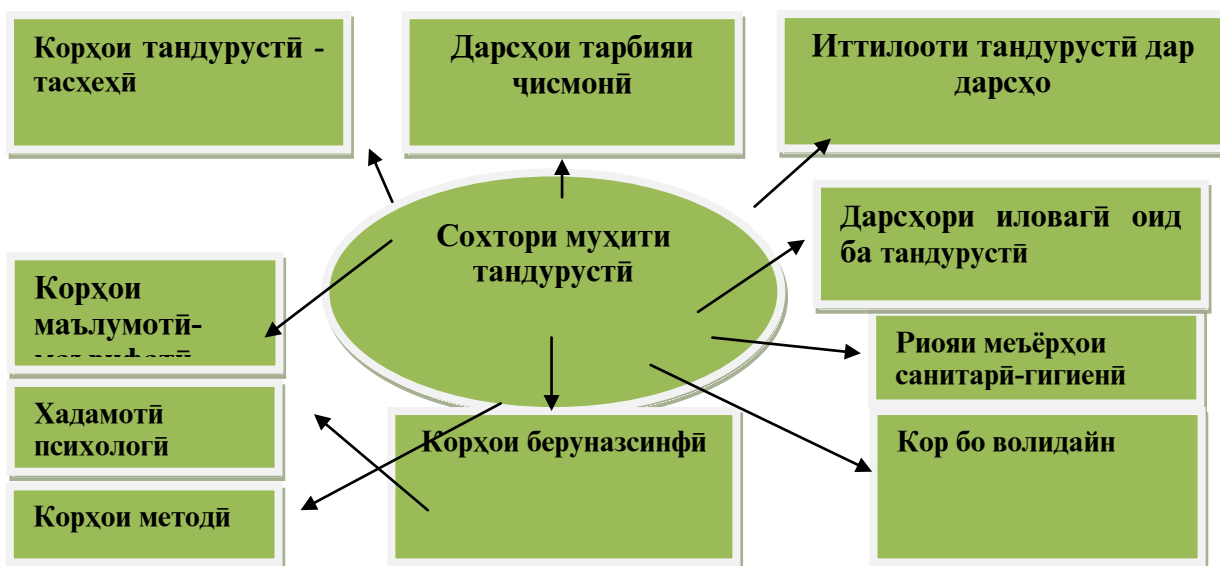 Корҳои тандурустӣ -
тасҳеҳӣ
Дарсҳои тарбияи
ҷисмонӣ
Иттилооти тандурустӣ дар
дарсҳо
Сохтори муҳити
тандурустӣ
Дарсҳори иловагӣ оид
ба тандурустӣ
Корҳои
маълумотӣ-
Риояи меъёрҳои
санитарӣ-гигиенӣ
Хадамотӣ
психологӣ
Корҳои беруназсинфӣ
Кор бо волидайн
Корҳои методӣ